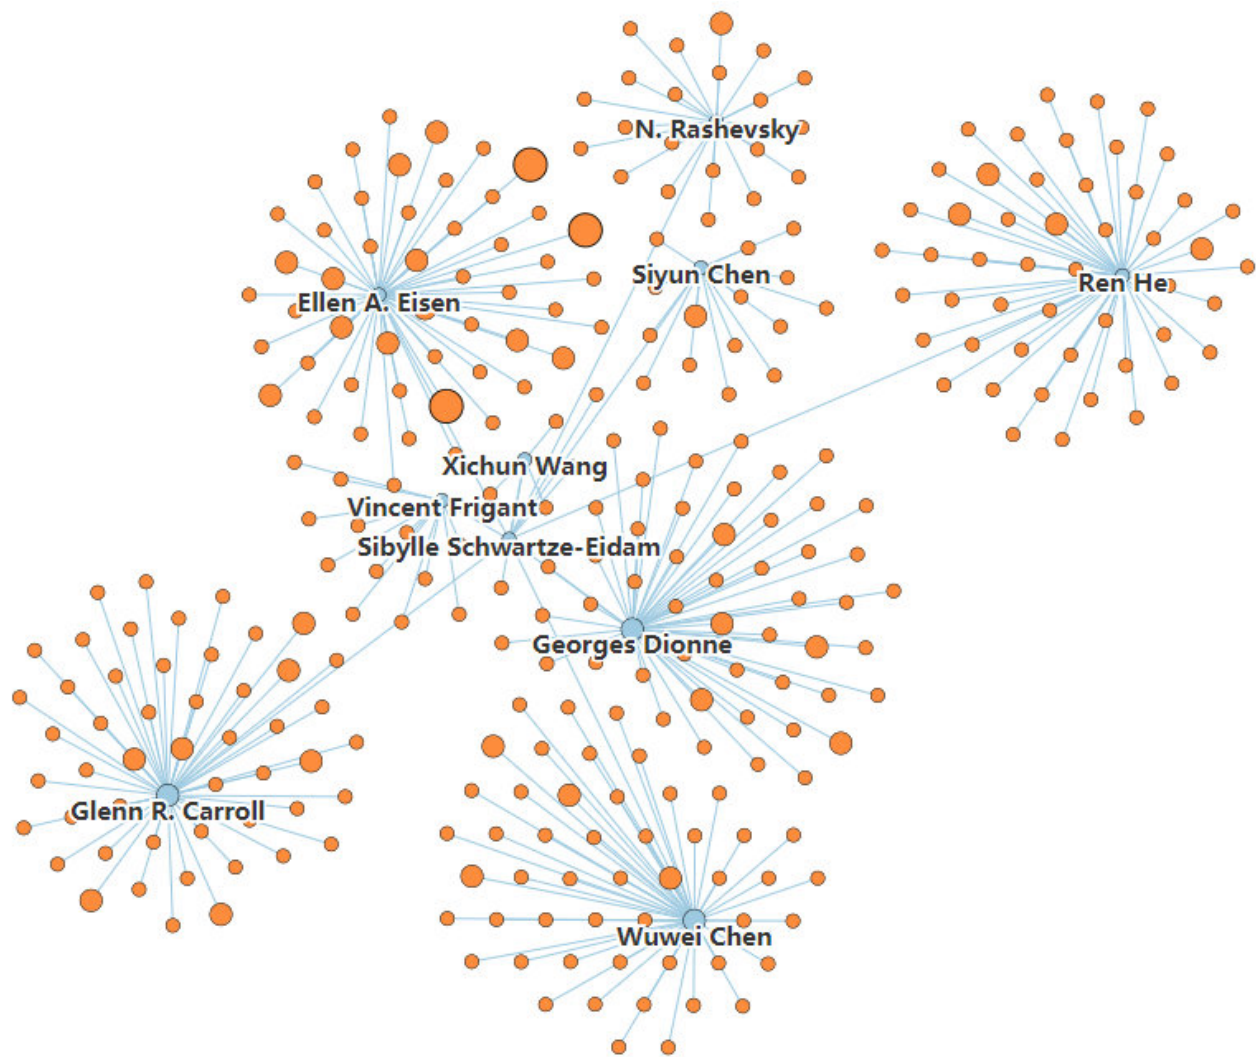 N. Rashevsky
Siyun Chen
Ren He
Ellen A. Eisen
Xichun Wang
Vincent Frigant
Sibylle Schwartze-Eidam
Georges Dionne
Glenn R. Carroll
Wuwei Chen